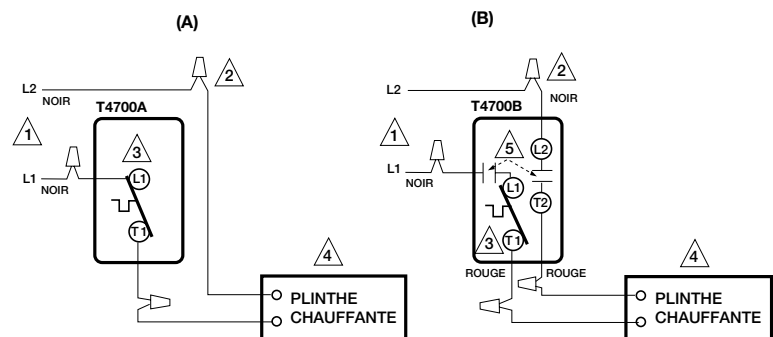 (A)
2
L2 NOIR
T4700A
1
3
L1 NOIR
L1
T1
4
PLINTHE
CHAUFFANTE
(B)
2
L2
NOIR
T4700B
1
5
L2
L1
NOIR
L1
T2
3
T1
ROUGE
ROUGE
4
PLINTHE
CHAUFFANTE